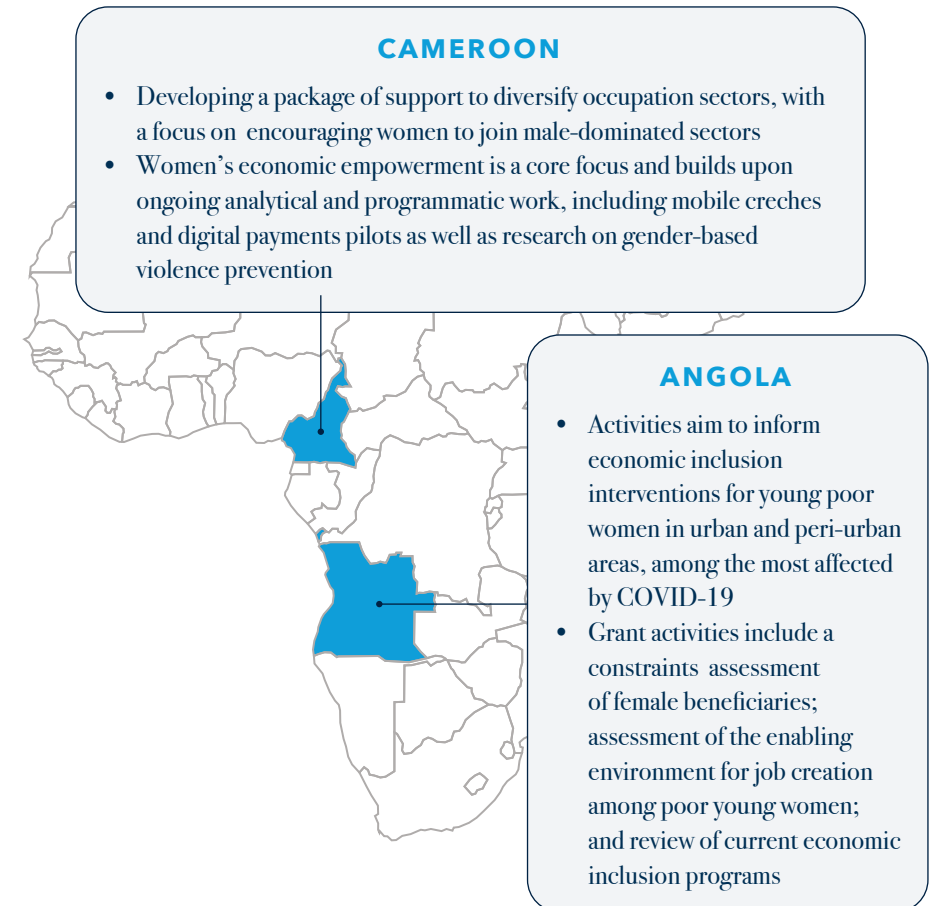 CAMEROON
• Developing a package of support to diversify occupation sectors, with
a focus on encouraging women to join male-dominated sectors
• Women’s economic empowerment is a core focus and builds upon
ongoing analytical and programmatic work, including mobile creches
and digital payments pilots as well as research on gender-based
violence prevention
ANGOLA
• Activities aim to inform
economic inclusion
interventions for young poor
women in urban and peri-urban
areas, among the most affected
by COVID-19
• Grant activities include a
constraints assessment
of female beneficiaries;
assessment of the enabling
environment for job creation
among poor young women;
and review of current economic
inclusion programs